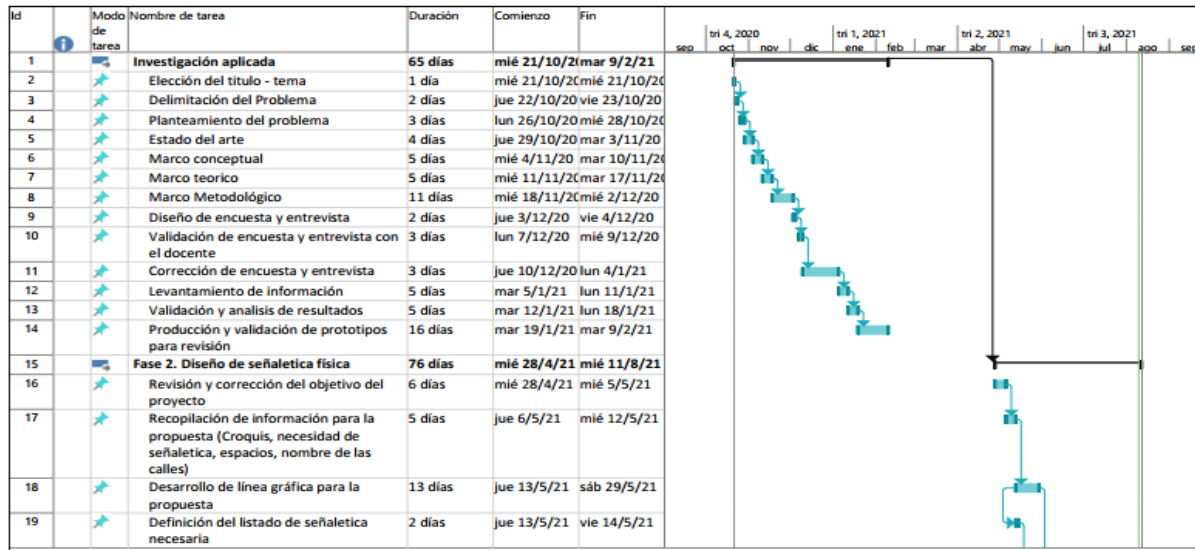 Id Modo de tarea Nombre de tarea Duración Comienzo Fin
tri 4, 2020 tri 1, 2021 tri 2, 2021 tri 3, 2021
sep oct nov dic ene feb mar abr may jun jul ago sep
1 Investigación aplicada 65 días mié 21/10/20 mar 9/2/21
2 Elección del titulo - tema 1 día mié 21/10/20 mié 21/10/20
3 Delimitación del Problema 2 días jue 22/10/20 vie 23/10/20
4 Planteamiento del problema 3 días lun 26/10/20 mié 28/10/20
5 Estado del arte 4 días jue 29/10/20 mar 3/11/20
6 Marco conceptual 5 días mié 4/11/20 mar 10/11/20
7 Marco teorico 5 días mié 11/11/20 mar 17/11/20
8 Marco Metodológico 11 días mié 18/11/20 mié 2/12/20
9 Diseño de encuesta y entrevista 2 días jue 3/12/20 vie 4/12/20
10 Validación de encuesta y entrevista con 3 días lun 7/12/20 mié 9/12/20
el docente
11 Corrección de encuesta y entrevista 3 días jue 10/12/20 lun 4/1/21
12 Levantamiento de información 5 días mar 5/1/21 lun 11/1/21
13 Validación y analisis de resultados 5 días mar 12/1/21 lun 18/1/21
14 Producción y validación de prototipos 16 días mar 19/1/21 mar 9/2/21
para revisión
15 Fase 2. Diseño de señaletica física 76 días mié 28/4/21 mié 11/8/21
16 Revisión y corrección del objetivo del 6 días mié 28/4/21 mié 5/5/21
proyecto
17 Recopilación de información para la 5 días jue 6/5/21 mié 12/5/21
propuesta (Croquis, necesidad de
señaletica, espacios, nombre de las
calles)
18 Desarrollo de línea gráfica para la 13 días jue 13/5/21 sáb 29/5/21
propuesta
19 Definición del listado de señaletica 2 días jue 13/5/21 vie 14/5/21
necesaria